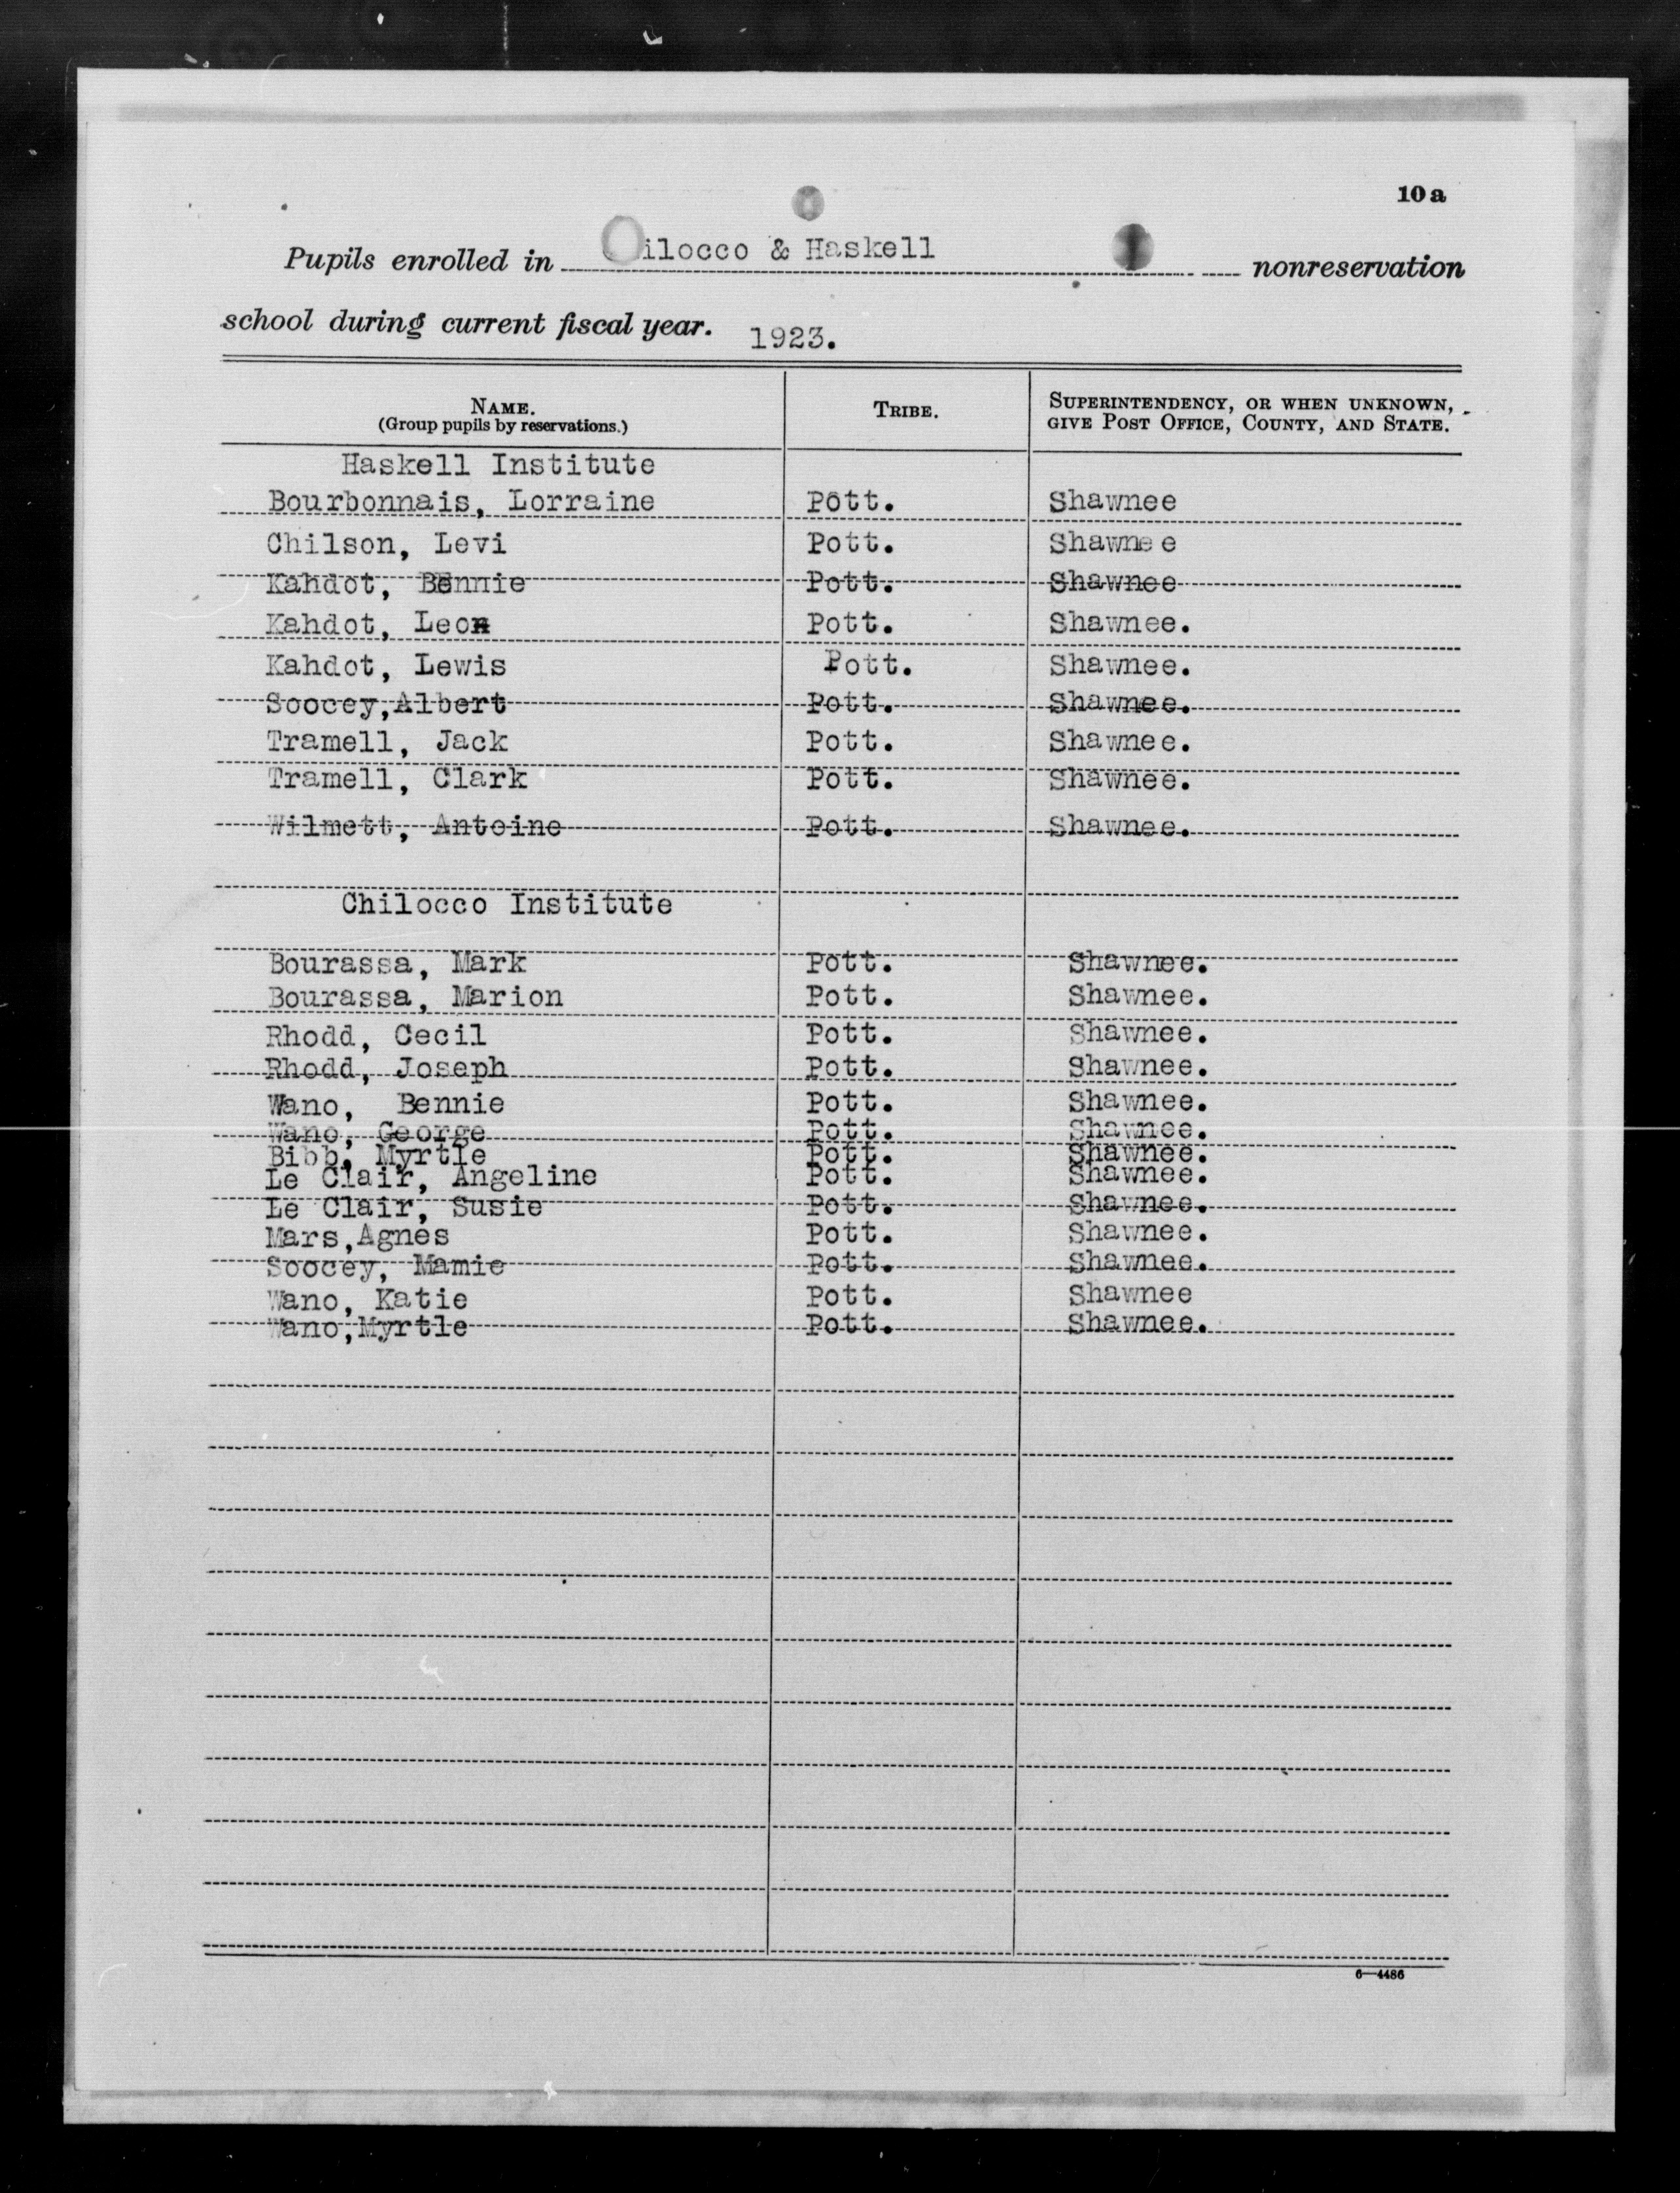 10a
Pupils enrolled in ilocco & Haskell nonreservation
school during current fiscal year. 1923.
NAME. TRIBE. SUPERINTENDENCY, OR WHEN UNKNOWN,
(Group pupils by reservations.) GIVE POST OFFICE, COUNTY, AND STATE.
Haskell Institute
Bourbonnais, Lorraine Pott. Shawnee
Chilson, Levi Pott. Shawnee
Kahdot, Bennie Pott. Shawnee
Kahdot, Leon Pott. Shawnee.
Kahdot, Lewis Pott. Shawnee.
Soocey,Albert Pott. Shawnee.
Tramell, Jack Pott. Shawnee.
Tramell, Clark Pott. Shawnee.
Wilmett, Antoine Pott. Shawnee.
Chilocco Institute
Bourassa, Mark Pott. Shawnee.
Bourassa, Marion Pott. Shawnee.
Rhodd, Cecil Pott. Shawnee.
Rhodd, Joseph Pott. Shawnee.
Wano, Bennie Pott. Shawnee.
Wano, George Pott. Shawnee.
Bibb, Myrtle Pott. Shawnee.
Le Clair, Angeline Pott. Shawnee.
Le Clair, Susie Pott. Shawnee.
Mars,Agnes Pott. Shawnee.
Soocey, Mamie Pott. Shawnee.
Wano, Katie Pott. Shawnee
Wano,Myrtle Pott. Shawnee.
6-4486